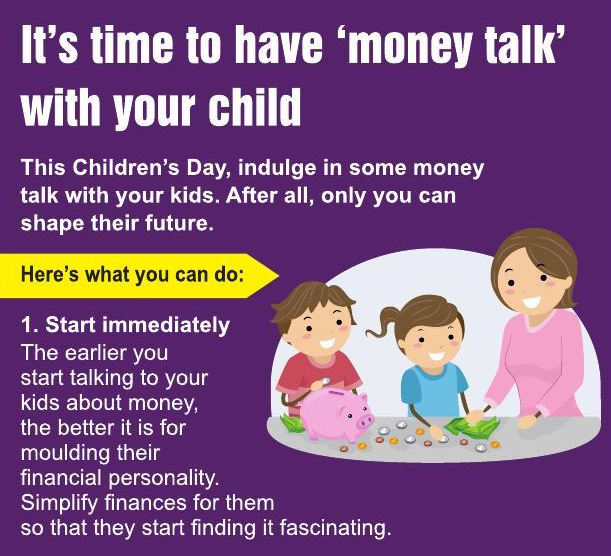 It's time to have ‘money talk’
with your child
This Children's Day, indulge in some money
talk with your kids. After all, only you can
shape their future.
Here's what you can do:
1. Start immediately
The earlier you
start talking to your
kids about money,
the better it is for
moulding their
financial personality.
Simplify finances for them
so that they start finding it fascinating.